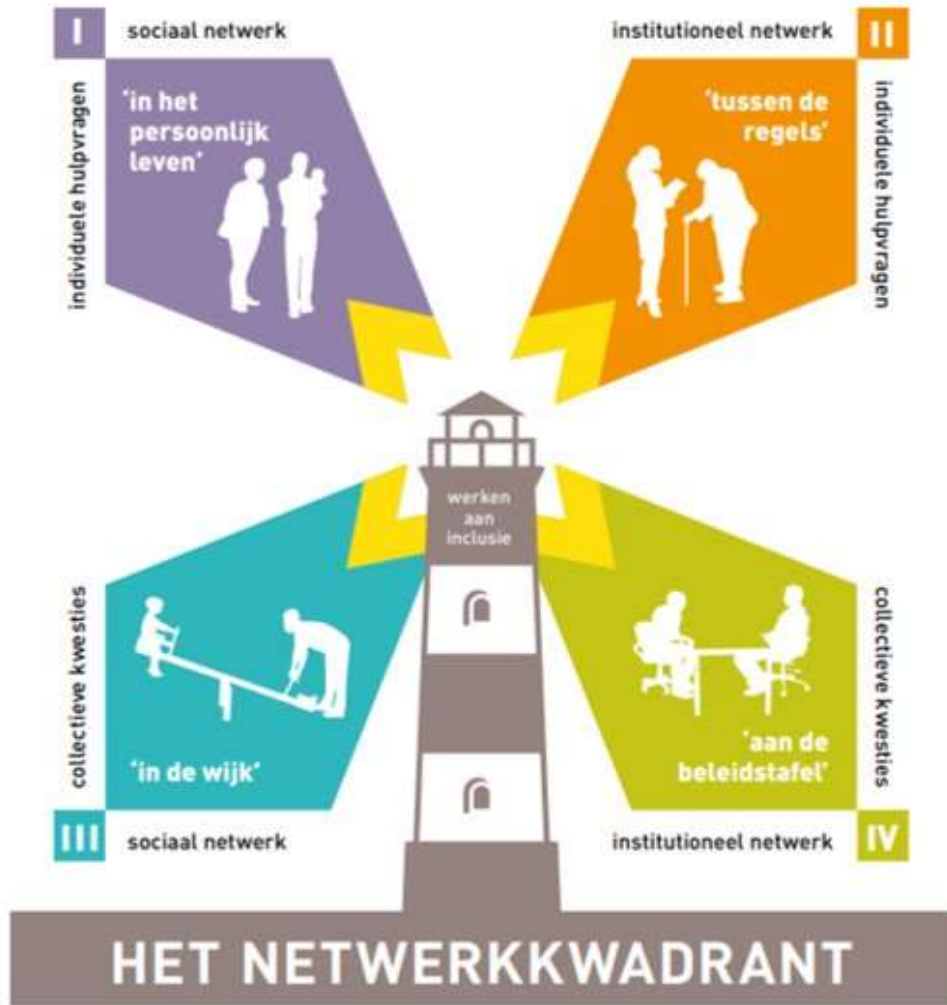 I
sociaal netwerk
institutioneel netwerk
II
individuele hulpvragen
'in het
persoonlijk
leven'
'tussen de
regels'
individuele hulpvragen
werken
aan
inclusie
collectieve kwesties
'in de wijk'
'aan de
beleidstafel'
collectieve kwesties
III
sociaal netwerk
institutioneel netwerk
IV
HET NETWERKKWADRANT